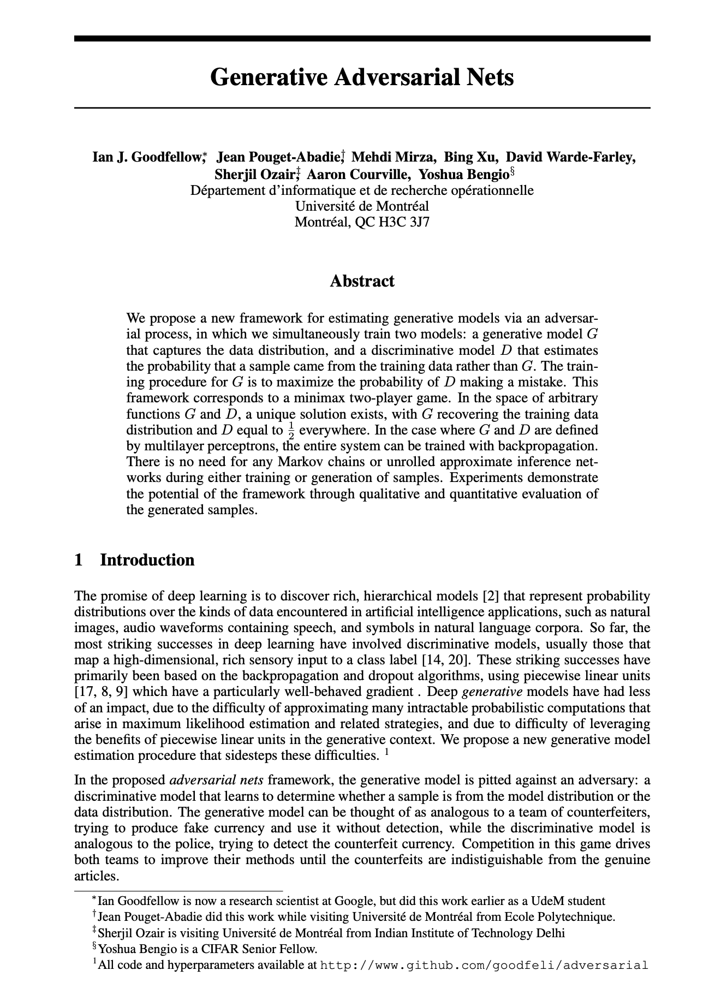 Generative Adversarial Nets
Ian J. Goodfellow,* Jean Pouget-Abadie,† Mehdi Mirza, Bing Xu, David Warde-Farley,
Sherjil Ozair,‡ Aaron Courville, Yoshua Bengio§
Département d'informatique et de recherche opérationnelle
Université de Montréal
Montréal, QC H3C 3J7
Abstract
We propose a new framework for estimating generative models via an adversar-
ial process, in which we simultaneously train two models: a generative model G
that captures the data distribution, and a discriminative model D that estimates
the probability that a sample came from the training data rather than G. The train-
ing procedure for G is to maximize the probability of D making a mistake. This
framework corresponds to a minimax two-player game. In the space of arbitrary
functions G and D, a unique solution exists, with G recovering the training data
distribution and D equal to 1/2 everywhere. In the case where G and D are defined
by multilayer perceptrons, the entire system can be trained with backpropagation.
There is no need for any Markov chains or unrolled approximate inference net-
works during either training or generation of samples. Experiments demonstrate
the potential of the framework through qualitative and quantitative evaluation of
the generated samples.
1 Introduction
The promise of deep learning is to discover rich, hierarchical models [2] that represent probability
distributions over the kinds of data encountered in artificial intelligence applications, such as natural
images, audio waveforms containing speech, and symbols in natural language corpora. So far, the
most striking successes in deep learning have involved discriminative models, usually those that
map a high-dimensional, rich sensory input to a class label [14, 20]. These striking successes have
primarily been based on the backpropagation and dropout algorithms, using piecewise linear units
[17, 8, 9] which have a particularly well-behaved gradient . Deep generative models have had less
of an impact, due to the difficulty of approximating many intractable probabilistic computations that
arise in maximum likelihood estimation and related strategies, and due to difficulty of leveraging
the benefits of piecewise linear units in the generative context. We propose a new generative model
estimation procedure that sidesteps these difficulties. 1
In the proposed adversarial nets framework, the generative model is pitted against an adversary: a
discriminative model that learns to determine whether a sample is from the model distribution or the
data distribution. The generative model can be thought of as analogous to a team of counterfeiters,
trying to produce fake currency and use it without detection, while the discriminative model is
analogous to the police, trying to detect the counterfeit currency. Competition in this game drives
both teams to improve their methods until the counterfeits are indistiguishable from the genuine
articles.
*Ian Goodfellow is now a research scientist at Google, but did this work earlier as a UdeM student
†Jean Pouget-Abadie did this work while visiting Université de Montréal from Ecole Polytechnique.
‡Sherjil Ozair is visiting Université de Montréal from Indian Institute of Technology Delhi
§Yoshua Bengio is a CIFAR Senior Fellow.
1All code and hyperparameters available at http://www.github.com/goodfeli/adversarial